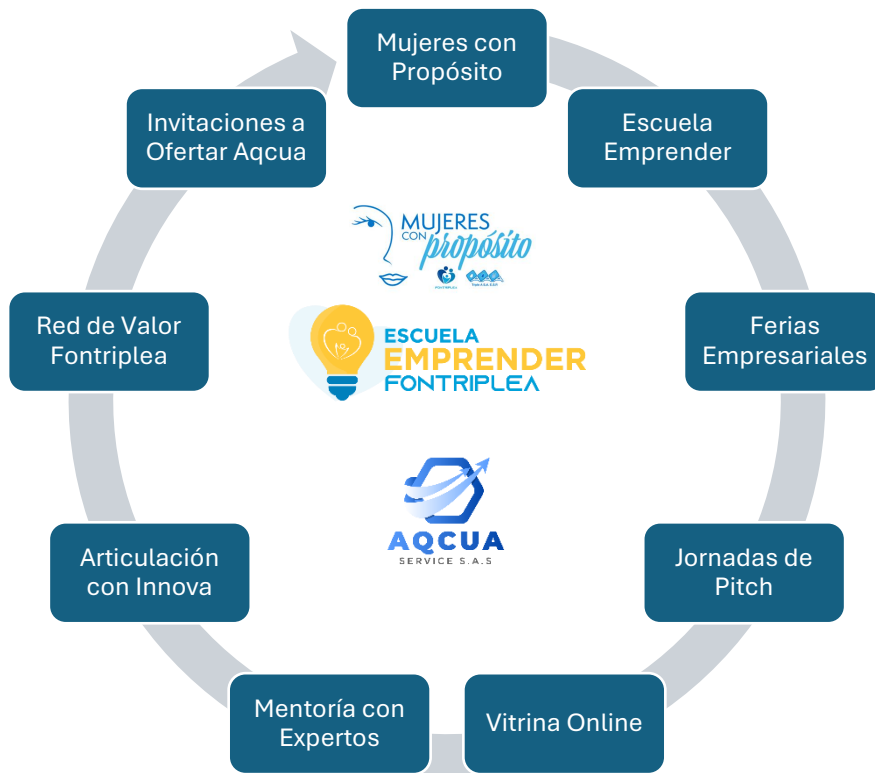 Mujeres con
Propósito
Escuela
Emprender
Ferias
Empresariales
Jornadas de
Pitch
Vitrina Online
Mentoría con
Expertos
Articulación
con Innova
Red de Valor
Fontriplea
Invitaciones a
Ofertar Aqcua
MUJERES
CON propósito
ESCUELA
EMPRENDER
FONTRIPLEA
AQCUA
SERVICE S.A.S